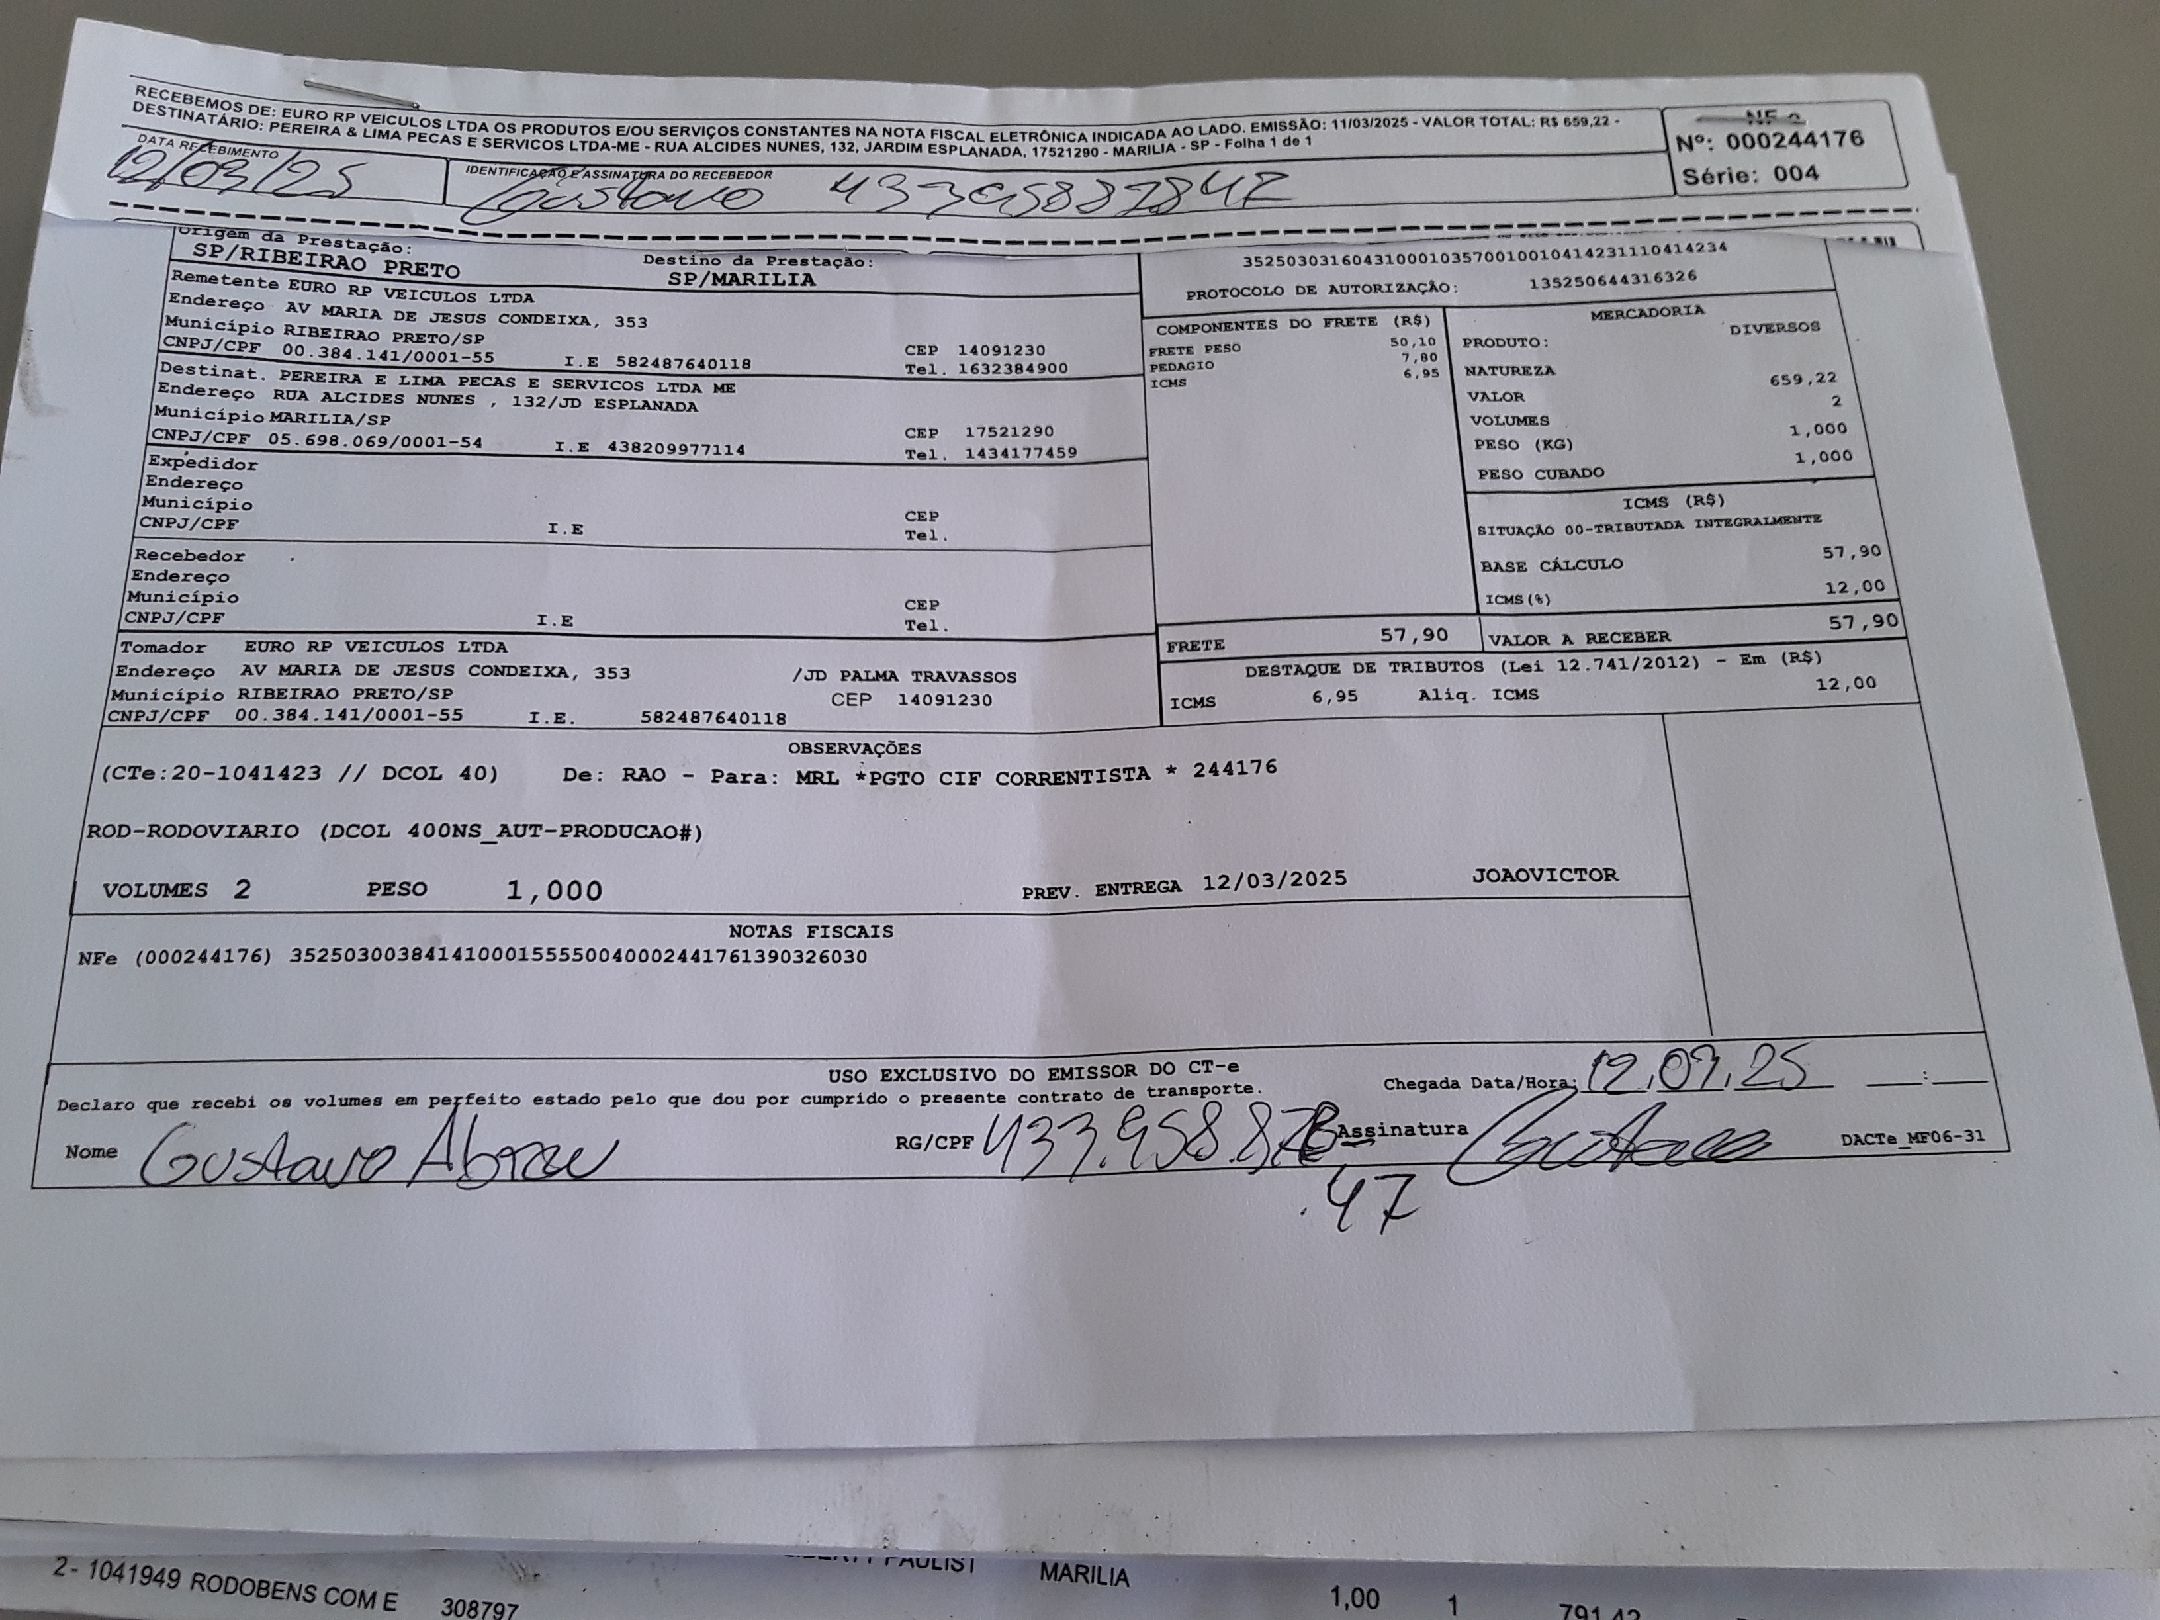 RECEBEMOS DE: EURO RP VEICULOS LTDA OS PRODUTOS E/OU SERVIÇOS CONSTANTES NA NOTA FISCAL ELETRÔNICA INDICADA AO LADO. EMISSÃO: 11/03/2025 - VALOR TOTAL: R$ 659,22 -
DESTINATÁRIO: PEREIRA & LIMA PECAS E SERVICOS LTDA-ME - RUA ALCIDES NUNES, 132, JARDIM ESPLANADA, 17521290 - MARILIA - SP - Folha 1 de 1
Nº: 000244176
Série: 004
DATA RECEBIMENTO
12/03/25
IDENTIFICAÇÃO E ASSINATURA DO RECEBEDOR
Gustavo 43395887847
Origem da Prestação:
SP/RIBEIRAO PRETO
Destino da Prestação:
SP/MARILIA
Remetente EURO RP VEICULOS LTDA
Endereço AV MARIA DE JESUS CONDEIXA, 353
Município RIBEIRAO PRETO/SP CEP 14091230
CNPJ/CPF 00.384.141/0001-55 I.E 582487640118 Tel. 1632384900
Destinat. PEREIRA E LIMA PECAS E SERVICOS LTDA ME
Endereço RUA ALCIDES NUNES , 132/JD ESPLANADA
Município MARILIA/SP CEP 17521290
CNPJ/CPF 05.698.069/0001-54 I.E 438209977114 Tel. 1434177459
Expedidor
Endereço
Município CEP
CNPJ/CPF I.E Tel.
Recebedor
Endereço
Município CEP
CNPJ/CPF I.E Tel.
Tomador EURO RP VEICULOS LTDA
Endereço AV MARIA DE JESUS CONDEIXA, 353 /JD PALMA TRAVASSOS
Município RIBEIRAO PRETO/SP CEP 14091230
CNPJ/CPF 00.384.141/0001-55 I.E. 582487640118
35250303160431000103570010010414231110414234
PROTOCOLO DE AUTORIZAÇÃO: 135250644316326
COMPONENTES DO FRETE (R$)
FRETE PESO 50,10
PEDAGIO 7,80
ICMS 6,95
MERCADORIA
PRODUTO: DIVERSOS
NATUREZA
VALOR 659,22
VOLUMES 2
PESO (KG) 1,000
PESO CUBADO 1,000
ICMS (R$)
SITUAÇÃO 00-TRIBUTADA INTEGRALMENTE
BASE CÁLCULO 57,90
ICMS(%) 12,00
FRETE 57,90 VALOR A RECEBER 57,90
DESTAQUE DE TRIBUTOS (Lei 12.741/2012) - Em (R$)
ICMS 6,95 Aliq. ICMS 12,00
OBSERVAÇÕES
(CTe:20-1041423 // DCOL 40) De: RAO - Para: MRL *PGTO CIF CORRENTISTA * 244176
ROD-RODOVIARIO (DCOL 400NS_AUT-PRODUCAO#)
VOLUMES 2 PESO 1,000 PREV. ENTREGA 12/03/2025 JOAOVICTOR
NOTAS FISCAIS
NFe (000244176) 35250300384141000155550040002441761390326030
USO EXCLUSIVO DO EMISSOR DO CT-e
Declaro que recebi os volumes em perfeito estado pelo que dou por cumprido o presente contrato de transporte.
Chegada Data/Hora: 12.03.25 __:__
Nome Gustavo Abreu RG/CPF 433.958.878 Assinatura Gustavo DACTe_MF06-31
.47
PAULIST
2- 1041949 RODOBENS COM E 308797 MARILIA 1,00 1 791,42